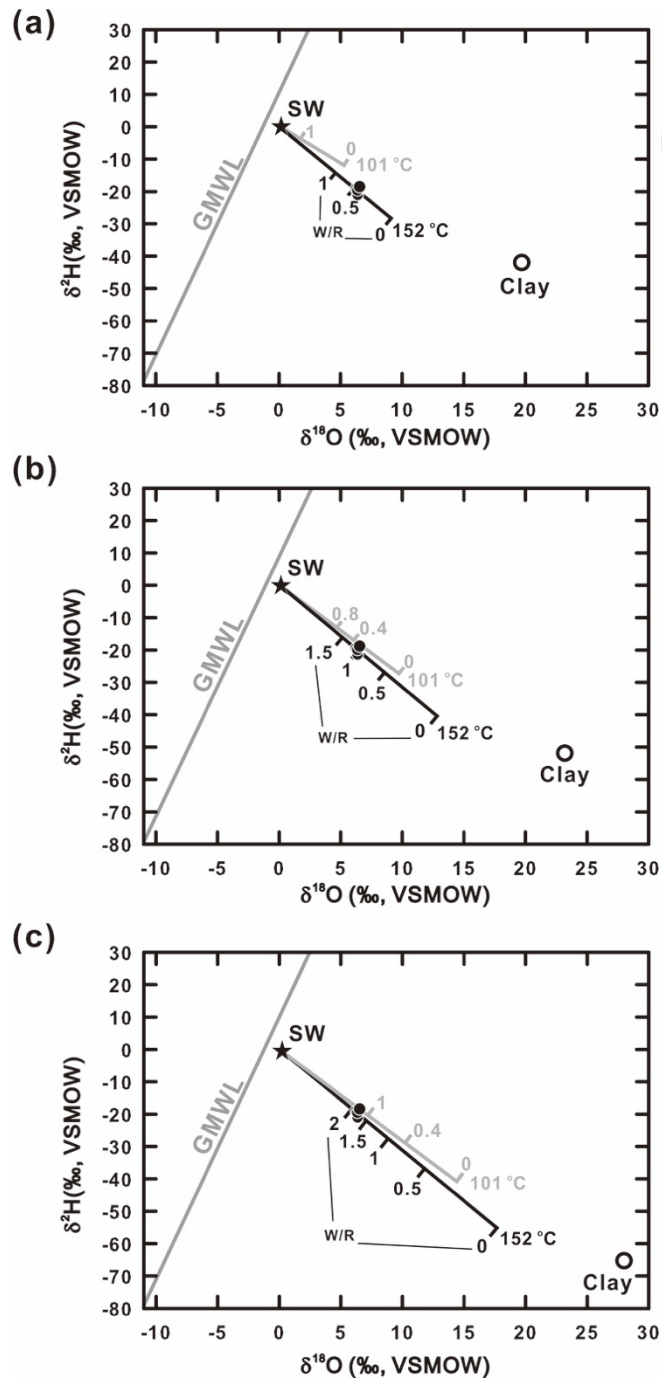 (a)
30
20
10
0
-10
-20
-30
-40
-50
-60
-70
-80
δ²H(‰, VSMOW)
GMWL
SW
1
0
101 °C
1
0.5
W/R
0
152 °C
Clay
-10 -5 0 5 10 15 20 25 30
δ¹⁸O (‰, VSMOW)
(b)
30
20
10
0
-10
-20
-30
-40
-50
-60
-70
-80
δ²H(‰, VSMOW)
GMWL
SW
0.8
0.4
0
101 °C
1.5
1
0.5
W/R
0
152 °C
Clay
-10 -5 0 5 10 15 20 25 30
δ¹⁸O (‰, VSMOW)
(c)
30
20
10
0
-10
-20
-30
-40
-50
-60
-70
-80
δ²H(‰, VSMOW)
GMWL
SW
1
0.4
0
101 °C
2
1.5
1
0.5
W/R
0
152 °C
Clay
-10 -5 0 5 10 15 20 25 30
δ¹⁸O (‰, VSMOW)